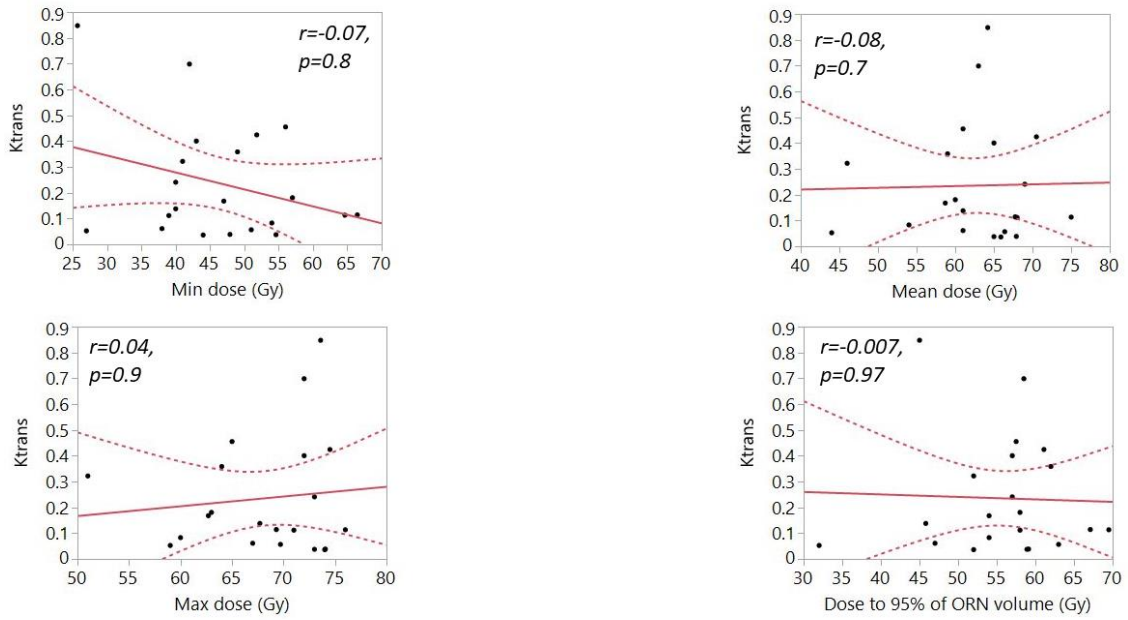 0.9
0.8
0.7
0.6
0.5
0.4
0.3
0.2
0.1
0
Ktrans
r=-0.07,
p=0.8
25 35 40 45 50 55 60 65 70
Min dose (Gy)
0.9
0.8
0.7
0.6
0.5
0.4
0.3
0.2
0.1
0
Ktrans
r=-0.08,
p=0.7
40 45 50 55 60 65 70 75 80
Mean dose (Gy)
0.9
0.8
0.7
0.6
0.5
0.4
0.3
0.2
0.1
0
Ktrans
r=0.04,
p=0.9
50 55 60 65 70 75 80
Max dose (Gy)
0.9
0.8
0.7
0.6
0.5
0.4
0.3
0.2
0.1
0
Ktrans
r=-0.007,
p=0.97
30 35 40 45 50 55 60 65 70
Dose to 95% of ORN volume (Gy)